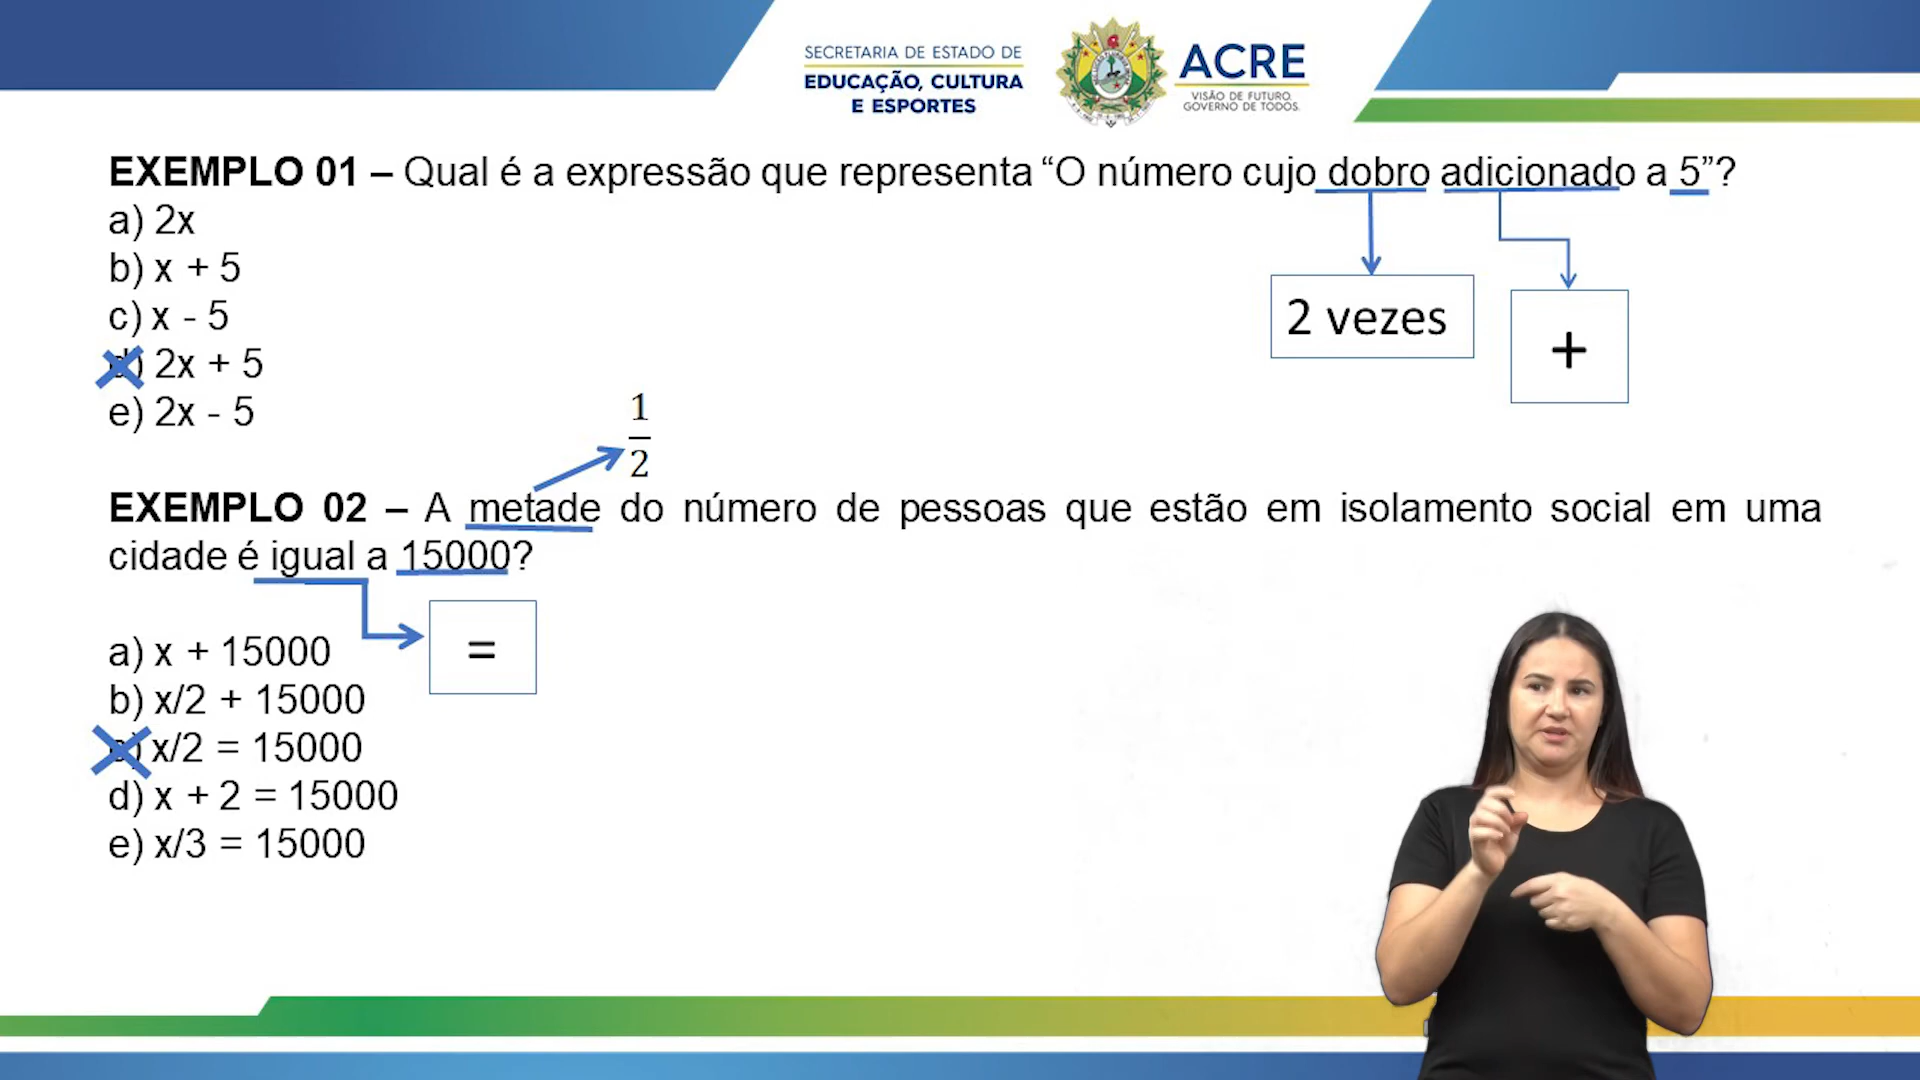 SECRETARIA DE ESTADO DE
EDUCAÇÃO, CULTURA
E ESPORTES
ACRE
VISÃO DE FUTURO.
GOVERNO DE TODOS.
EXEMPLO 01 – Qual é a expressão que representa “O número cujo dobro adicionado a 5”?
a) 2x
b) x + 5
c) x - 5
d) 2x + 5
e) 2x - 5
2 vezes
+
1
2
EXEMPLO 02 – A metade do número de pessoas que estão em isolamento social em uma
cidade é igual a 15000?
=
a) x + 15000
b) x/2 + 15000
c) x/2 = 15000
d) x + 2 = 15000
e) x/3 = 15000